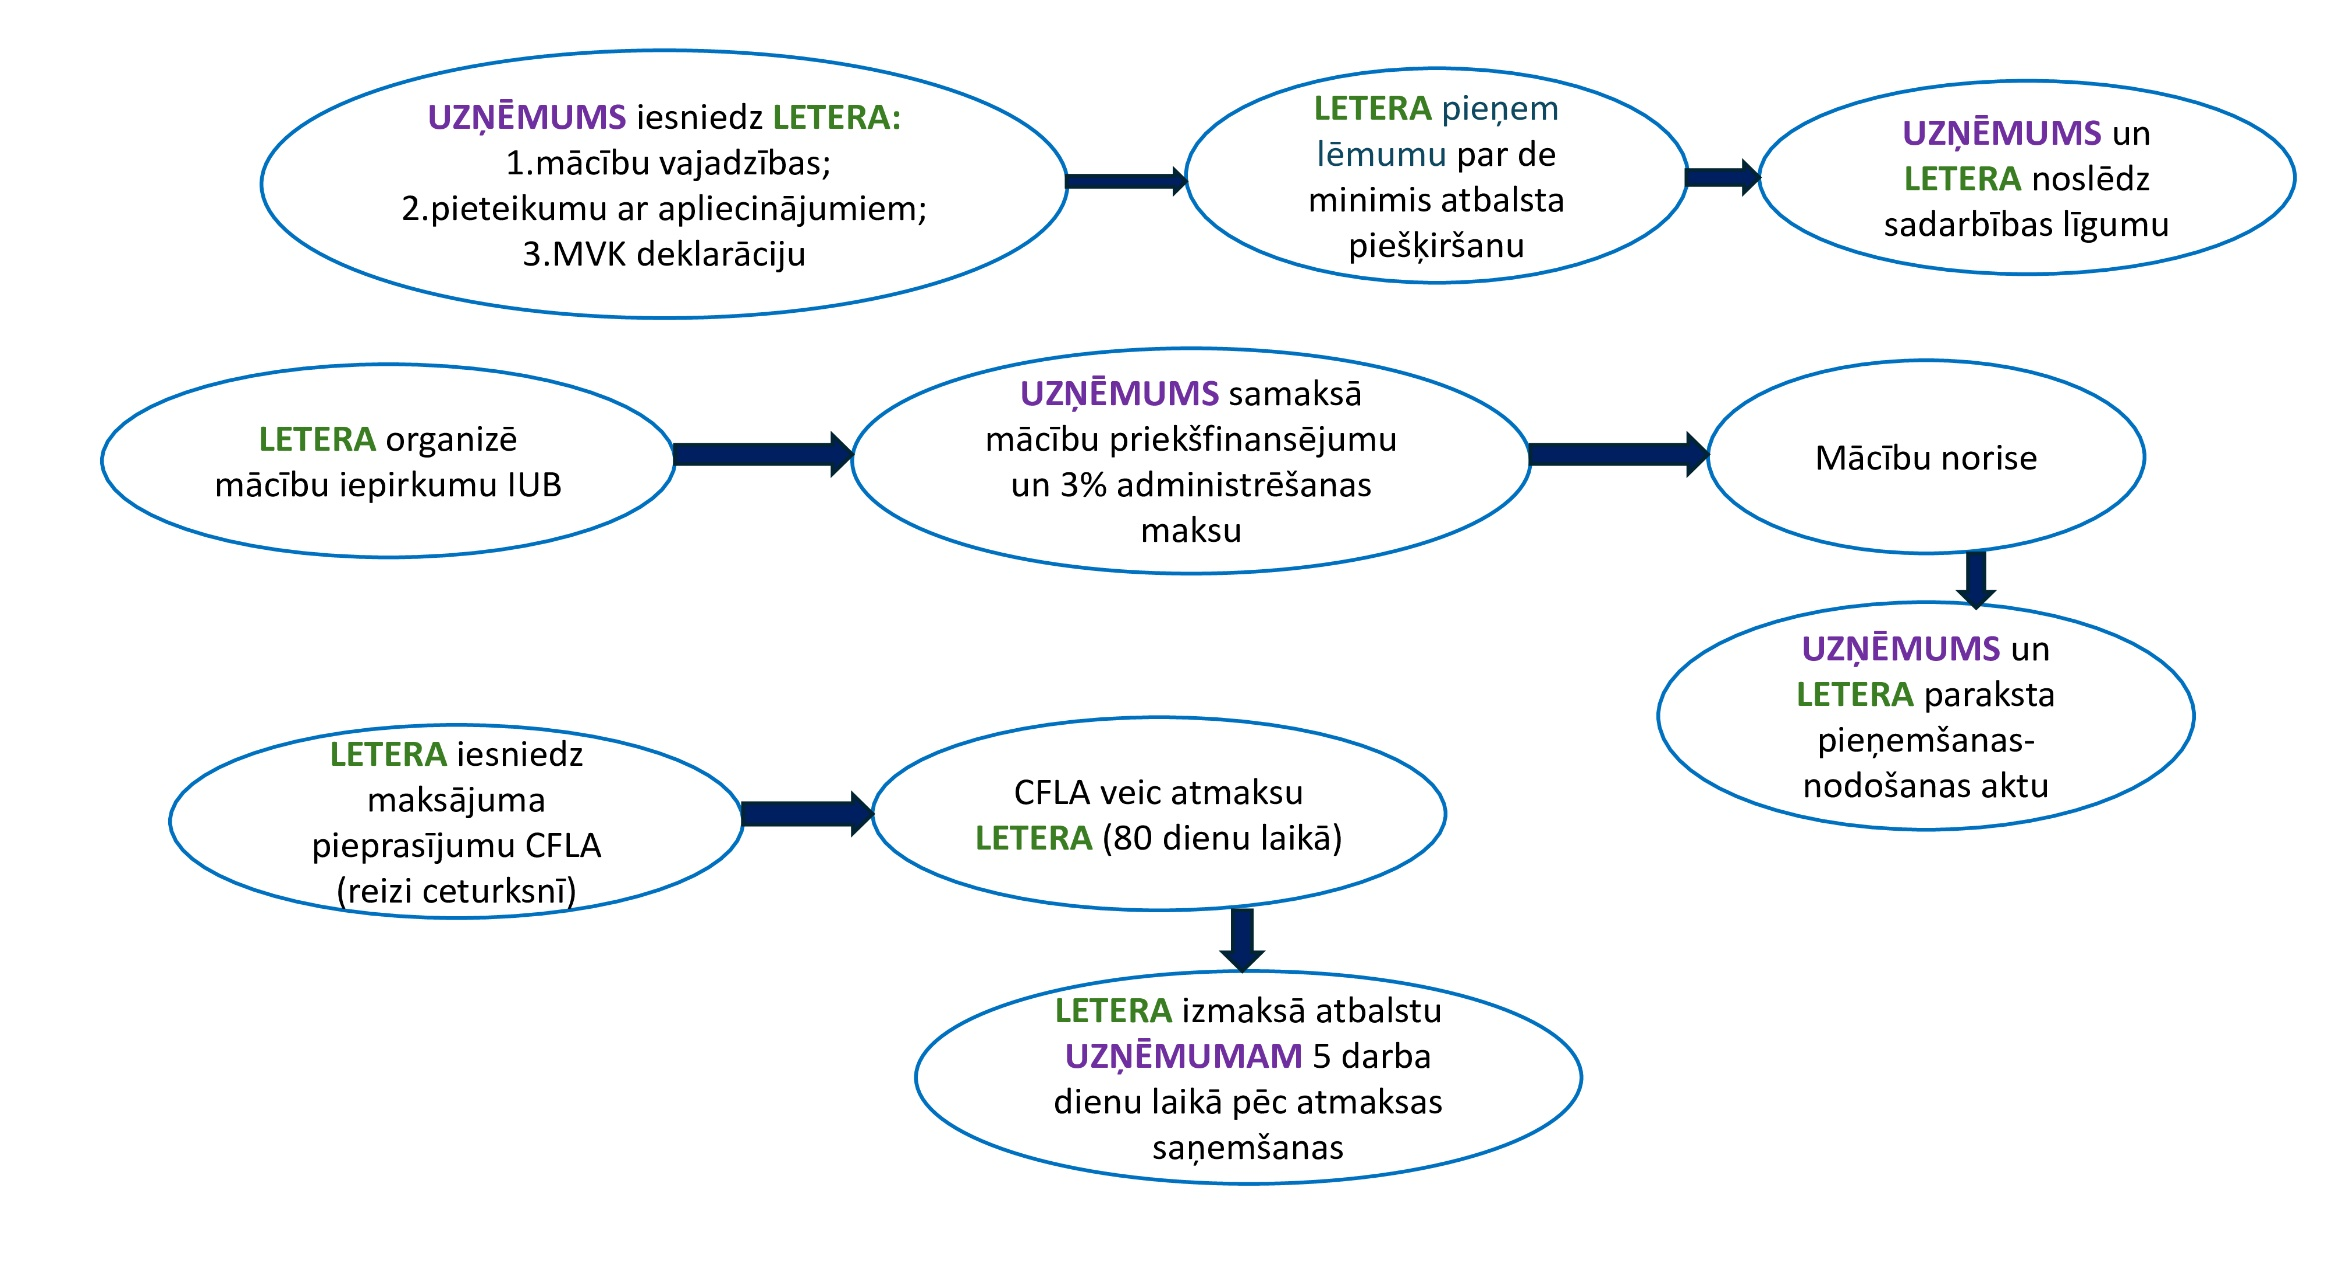 UZŅĒMUMS iesniedz LETERA:
1.mācību vajadzības;
2.pieteikumu ar apliecinājumiem;
3.MVK deklarāciju
LETERA pieņem
lēmumu par de
minimis atbalsta
piešķiršanu
UZŅĒMUMS un
LETERA noslēdz
sadarbības līgumu
LETERA organizē
mācību iepirkumu IUB
UZŅĒMUMS samaksā
mācību priekšfinansējumu
un 3% administrēšanas
maksu
Mācību norise
UZŅĒMUMS un
LETERA paraksta
pieņemšanas-
nodošanas aktu
LETERA iesniedz
maksājuma
pieprasījumu CFLA
(reizi ceturksnī)
CFLA veic atmaksu
LETERA (80 dienu laikā)
LETERA izmaksā atbalstu
UZŅĒMUMAM 5 darba
dienu laikā pēc atmaksas
saņemšanas